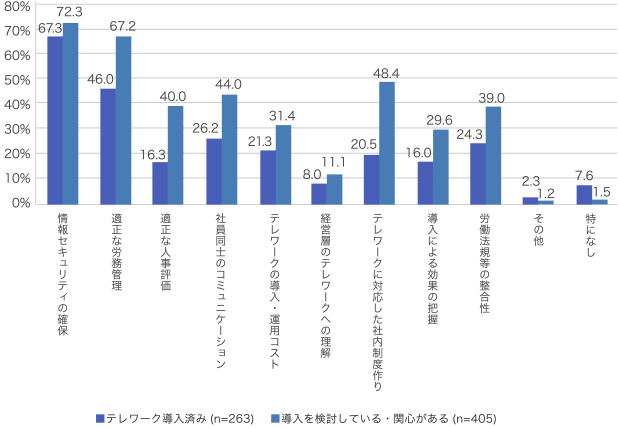 80%
70%
60%
50%
40%
30%
20%
10%
0%
67.3
72.3
46.0
67.2
16.3
40.0
26.2
44.0
21.3
31.4
8.0
11.1
20.5
48.4
16.0
29.6
24.3
39.0
2.3
1.2
7.6
1.5
情報セキュリティの確保
適正な労務管理
適正な人事評価
社員同士のコミュニケーション
テレワークの導入・運用コスト
経営層のテレワークへの理解
テレワークに対応した社内制度作り
導入による効果の把握
労働法規等の整合性
その他
特になし
テレワーク導入済み (n=263)
導入を検討している・関心がある (n=405)